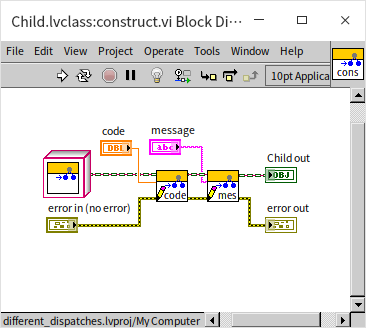 Child.lvclass:construct.vi Block Di···
File Edit View Project Operate Tools Window Help
10pt Applica
cons
code
message
DBL
abc
Child out
OBJ
code
mes
error in (no error)
error out
different_dispatches.lvproj/My Computer